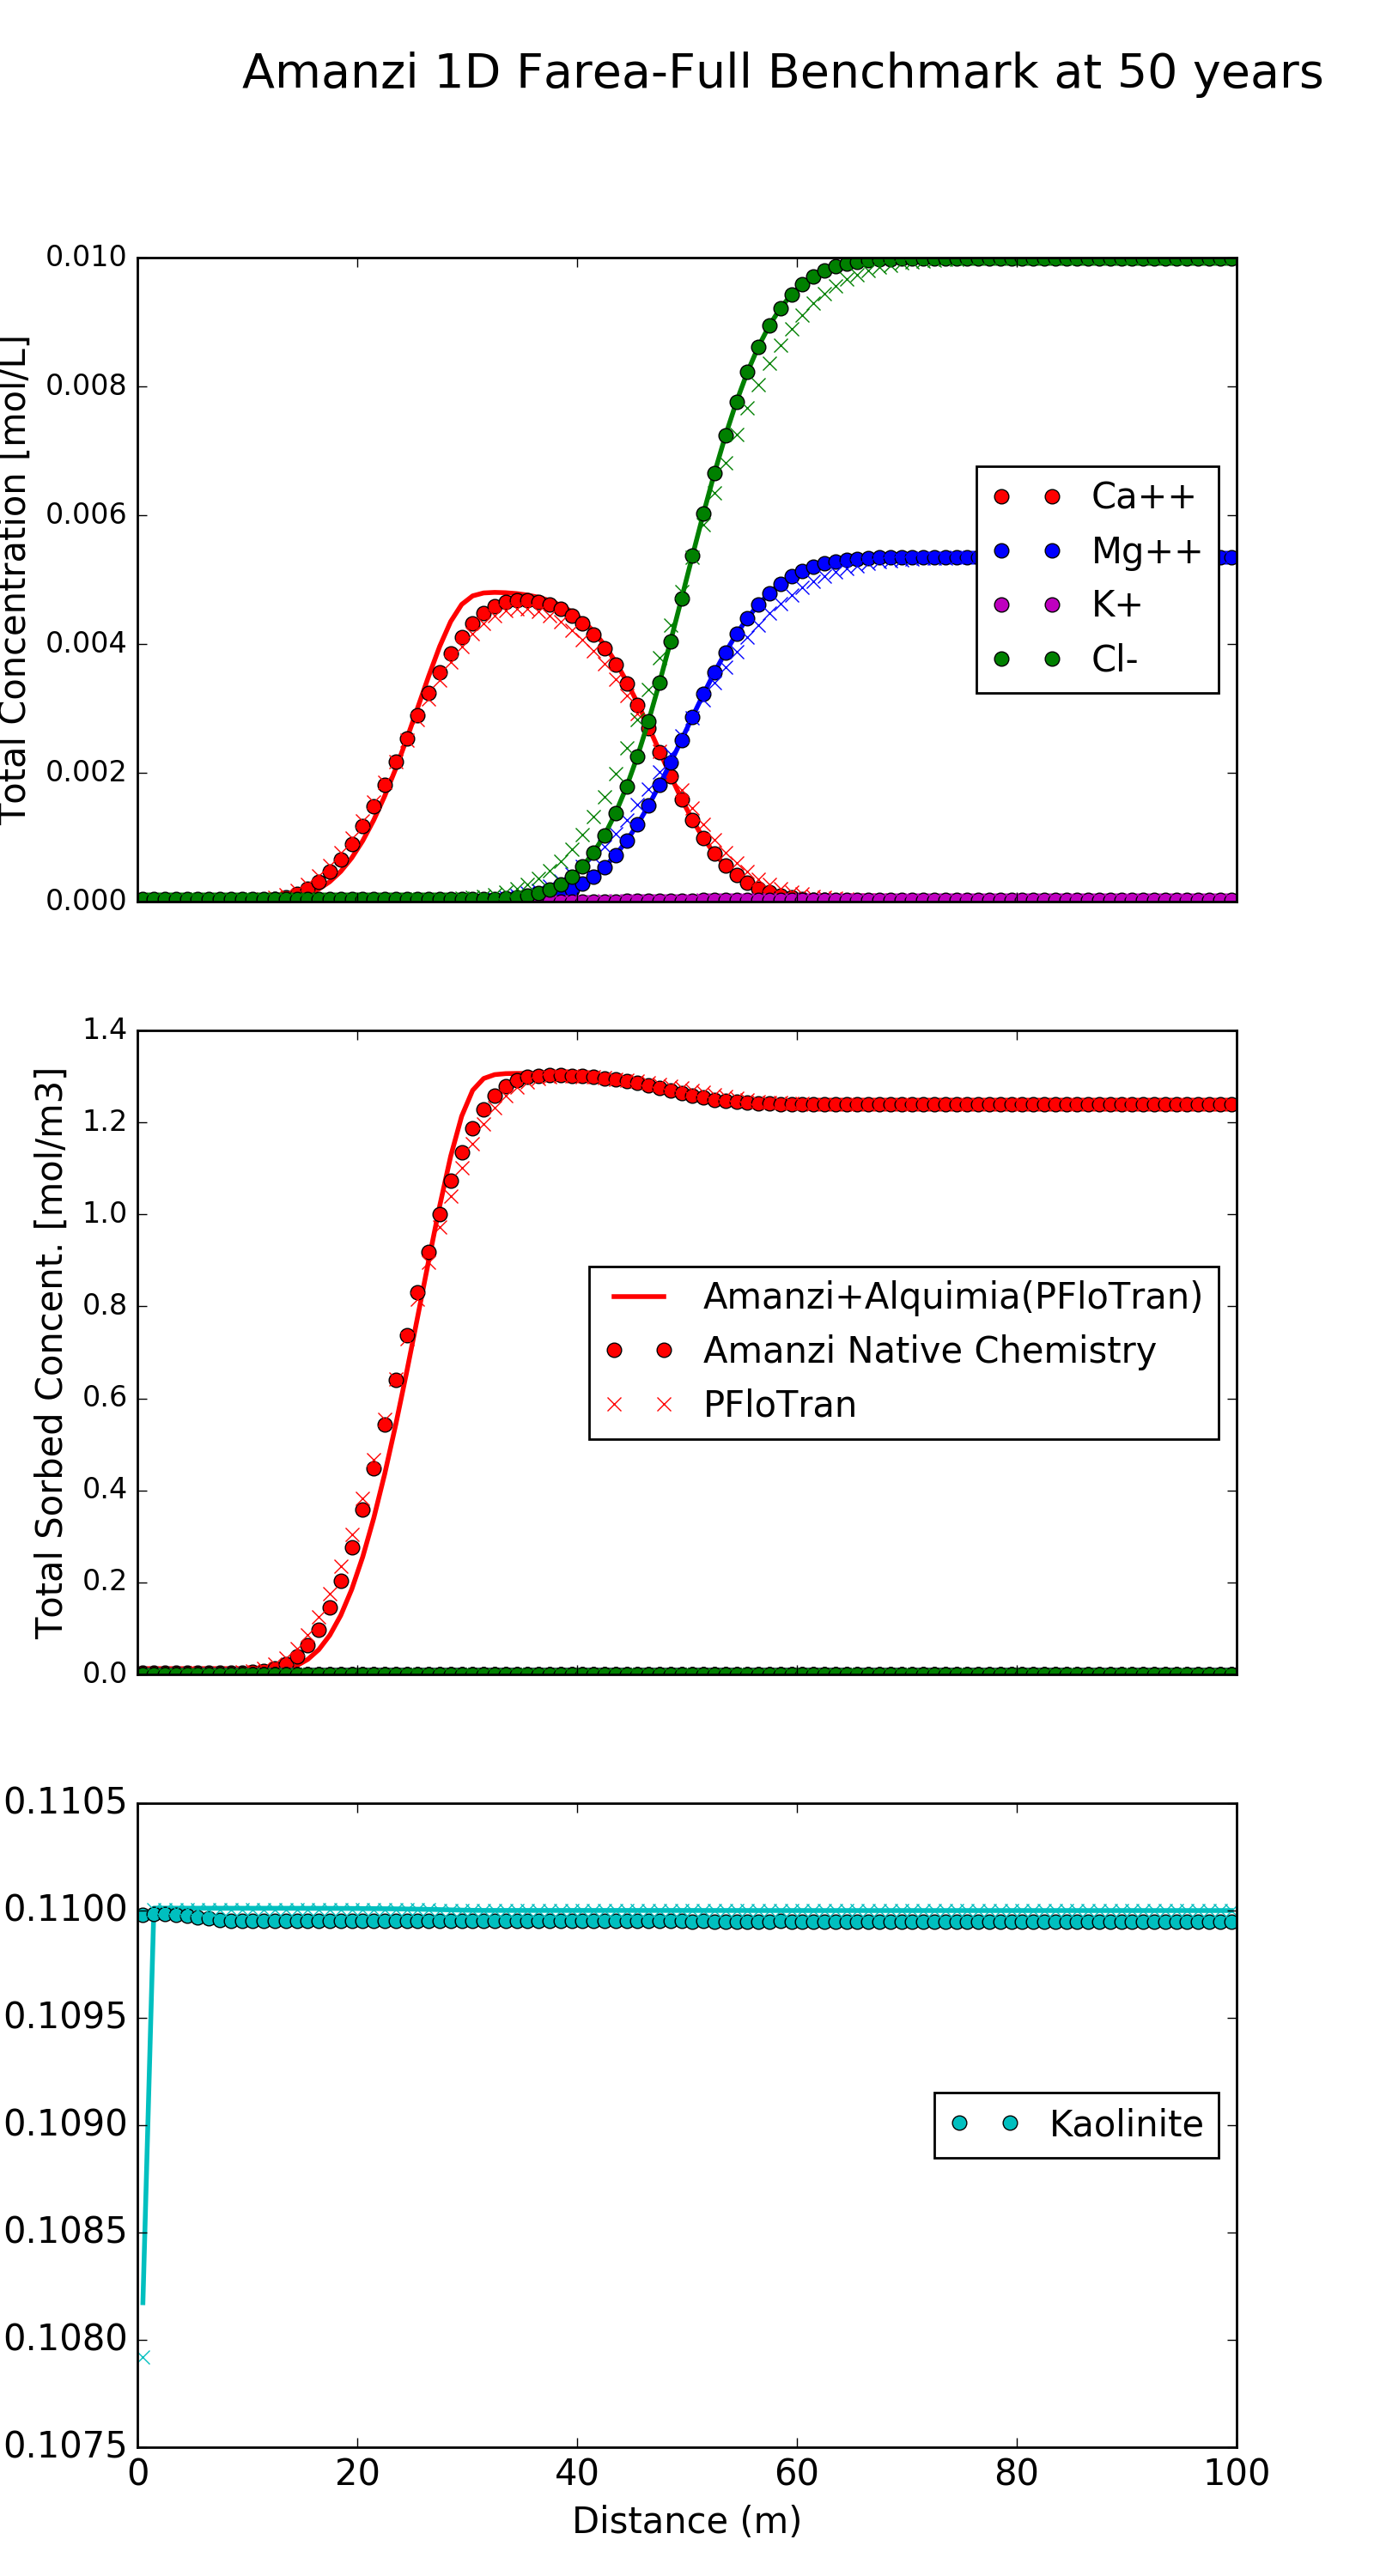 Amanzi 1D Farea-Full Benchmark at 50 years
Total Concentration [mol/L]
0.010
0.008
0.006
0.004
0.002
0.000
Ca++
Mg++
K+
Cl-
Total Sorbed Concent. [mol/m3]
1.4
1.2
1.0
0.8
0.6
0.4
0.2
0.0
Amanzi+Alquimia(PFloTran)
Amanzi Native Chemistry
PFloTran
0.1105
0.1100
0.1095
0.1090
0.1085
0.1080
0.1075
Kaolinite
0 20 40 60 80 100
Distance (m)